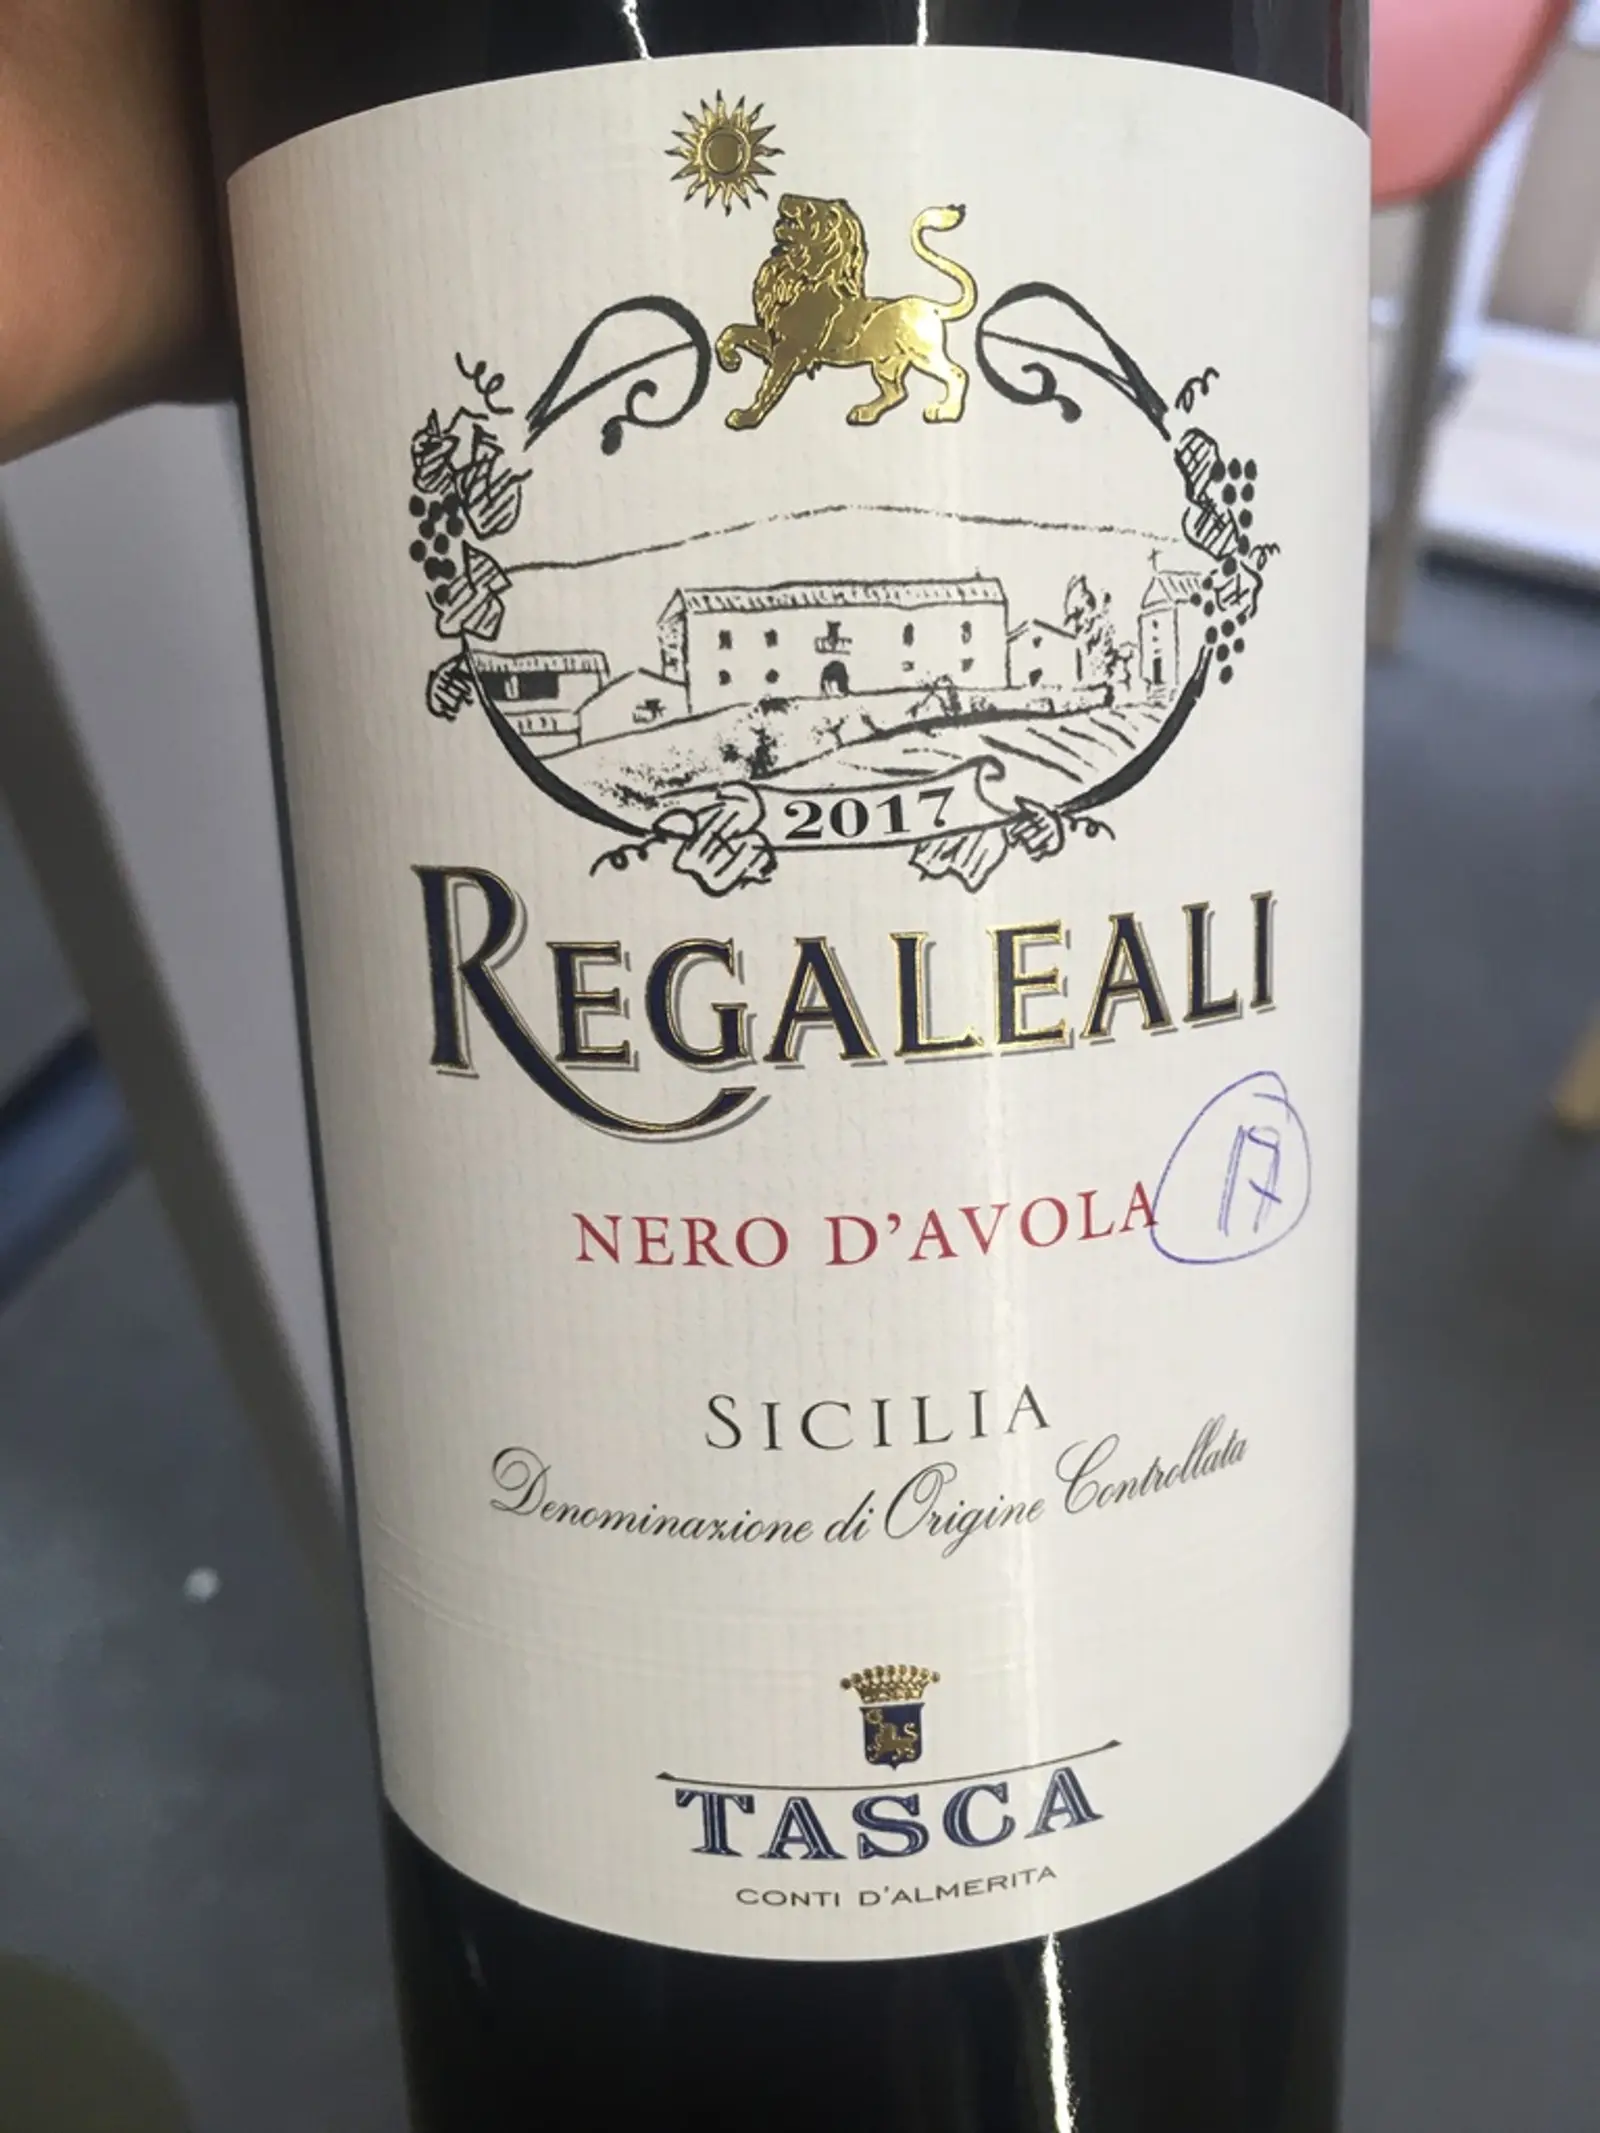 2017
REGALEALI
NERO D'AVOLA
17
SICILIA
Denominazione di Origine Controllata
TASCA
CONTI D'ALMERITA